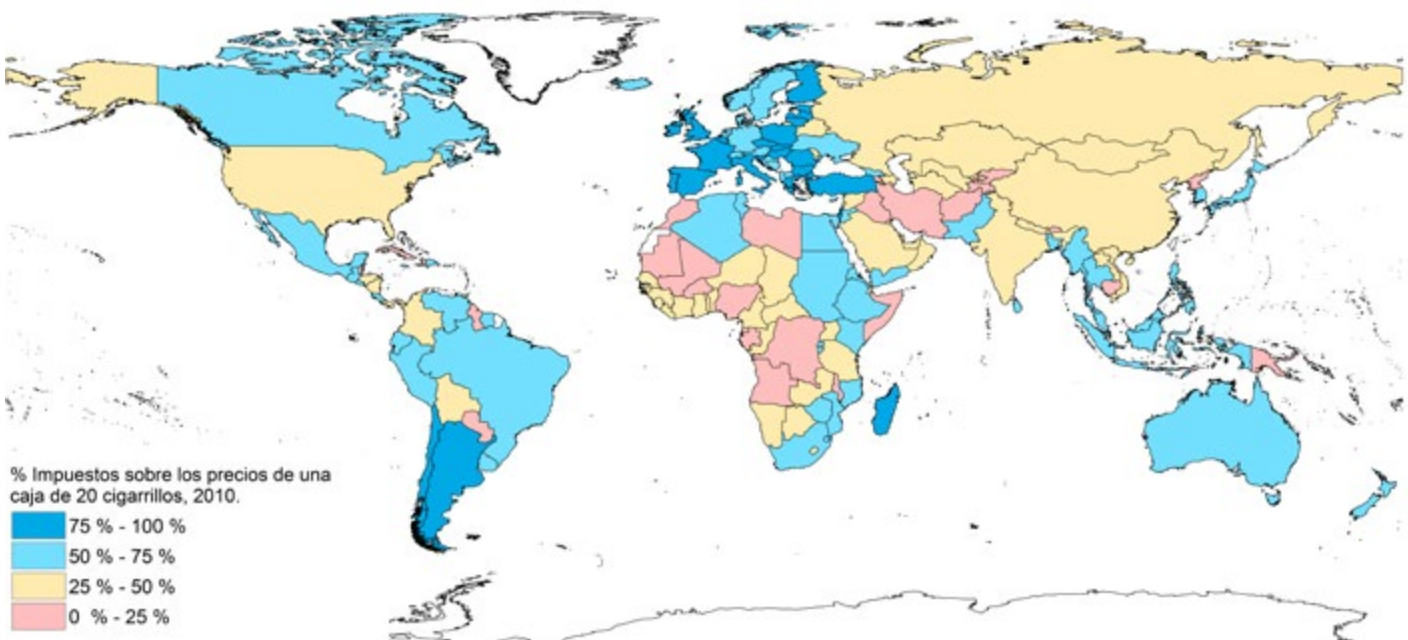 % Impuestos sobre los precios de una
caja de 20 cigarrillos, 2010.
75 % - 100 %
50 % - 75 %
25 % - 50 %
0 % - 25 %